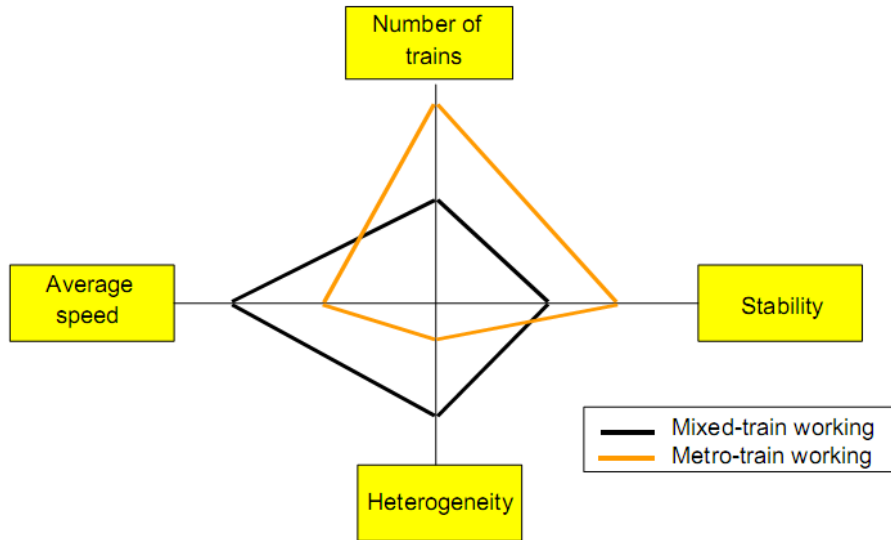 Number of
trains
Average
speed
Stability
Heterogeneity
Mixed-train working
Metro-train working